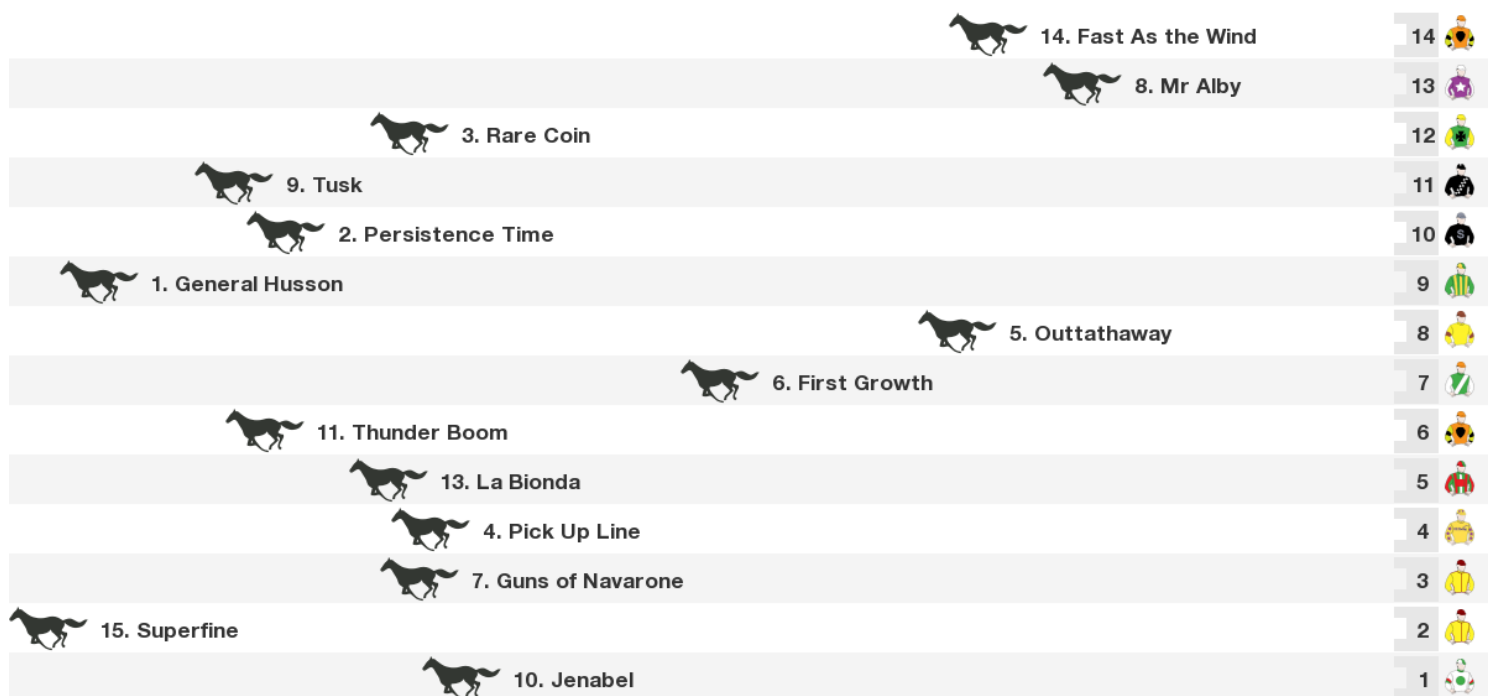 14. Fast As the Wind 14
8. Mr Alby 13
3. Rare Coin 12
9. Tusk 11
2. Persistence Time 10
S
1. General Husson 9
5. Outtathaway 8
6. First Growth 7
11. Thunder Boom 6
13. La Bionda 5
4. Pick Up Line 4
7. Guns of Navarone 3
15. Superfine 2
10. Jenabel 1